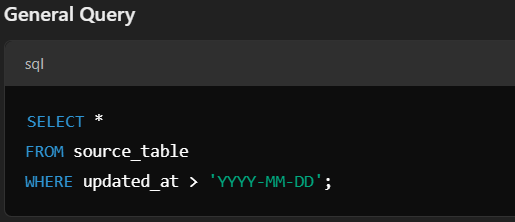 General Query
sql
SELECT *
FROM source_table
WHERE updated_at > 'YYYY-MM-DD';